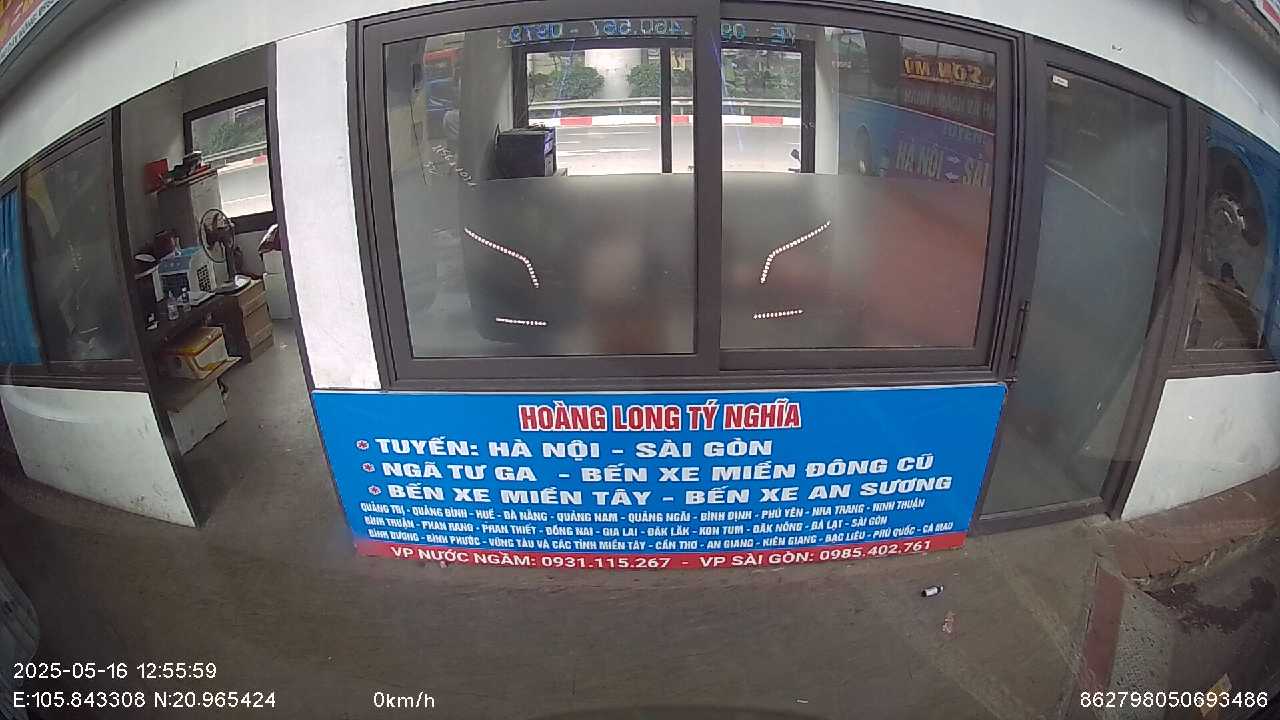 SƠN MỸ
HOÀNG LONG TÝ NGHĨA
TUYẾN: HÀ NỘI - SÀI GÒN
NGÃ TƯ GA - BẾN XE MIỀN ĐÔNG CŨ
BẾN XE MIỀN TÂY - BẾN XE AN SƯƠNG
QUẢNG TRỊ - QUẢNG BÌNH - HUẾ - ĐÀ NẴNG - QUẢNG NAM - QUẢNG NGÃI - BÌNH ĐỊNH - PHÚ YÊN - NHA TRANG - NINH THUẬN
BÌNH THUẬN - PHAN RANG - PHAN THIẾT - ĐỒNG NAI - GIA LAI - ĐĂK LĂK - KON TUM - ĐĂK NÔNG - ĐÀ LẠT - SÀI GÒN
BÌNH DƯƠNG - BÌNH PHƯỚC - VŨNG TÀU VÀ CÁC TỈNH MIỀN TÂY - CẦN THƠ - AN GIANG - KIÊN GIANG - BẠC LIÊU - PHÚ QUỐC - CÀ MAU
VP NƯỚC NGẦM: 0931.115.267 - VP SÀI GÒN: 0985.402.761
2025-05-16 12:55:59
E:105.843308 N:20.965424 0km/h 862798050693486